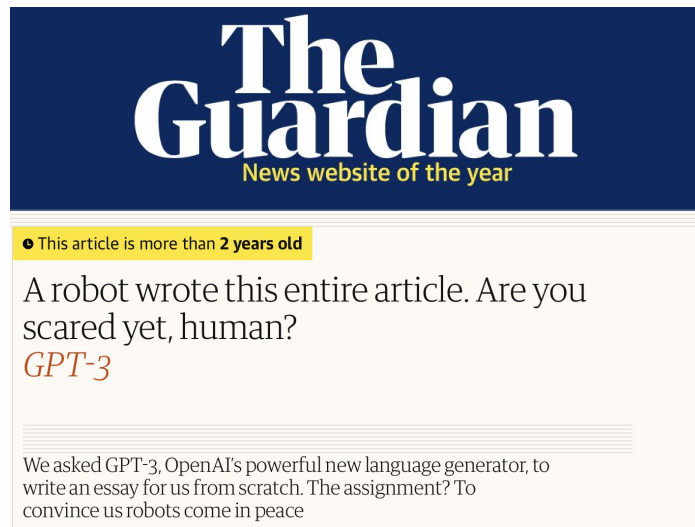 The
Guardian
News website of the year
This article is more than 2 years old
A robot wrote this entire article. Are you
scared yet, human?
GPT-3
We asked GPT-3, OpenAI’s powerful new language generator, to
write an essay for us from scratch. The assignment? To
convince us robots come in peace